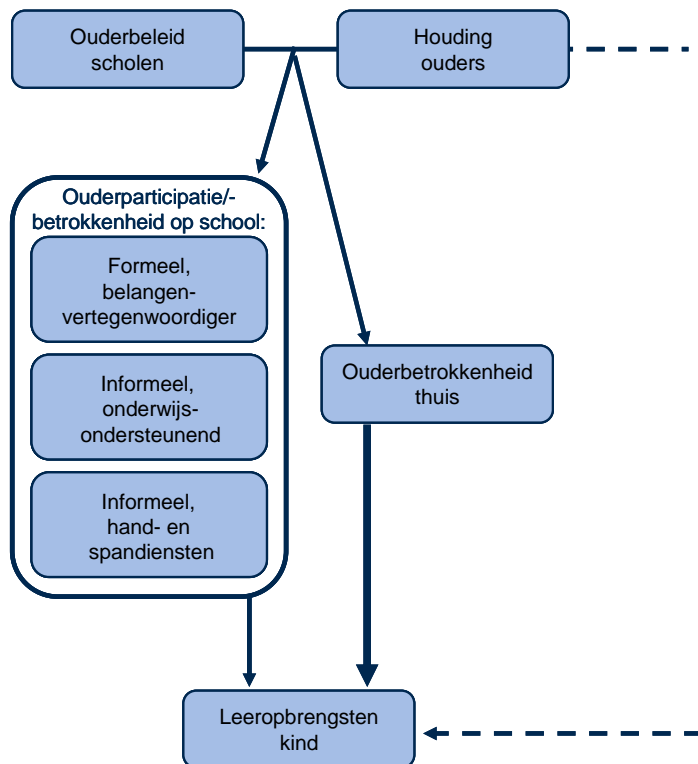 Ouderbeleid
scholen
Houding
ouders
Ouderparticipatie/-
betrokkenheid op school:
Formeel,
belangen-
vertegenwoordiger
Informeel,
onderwijs-
ondersteunend
Informeel,
hand- en
spandiensten
Ouderbetrokkenheid
thuis
Leeropbrengsten
kind